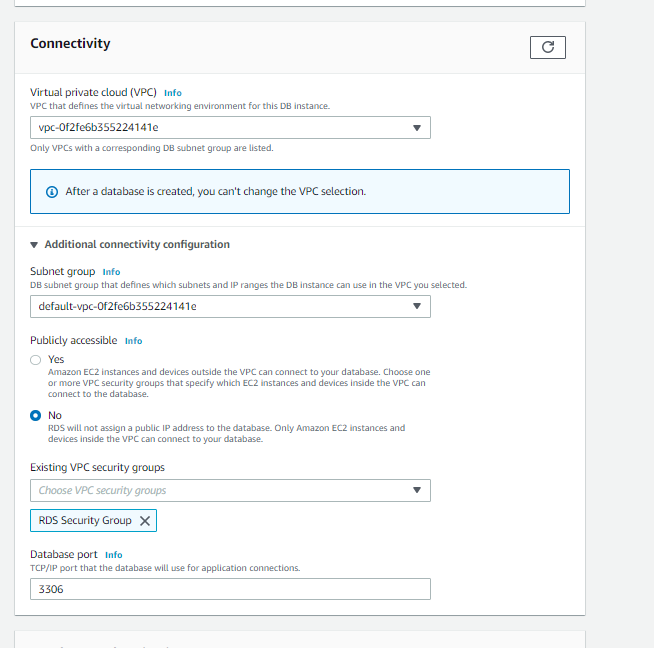 Connectivity
Virtual private cloud (VPC) Info
VPC that defines the virtual networking environment for this DB instance.
vpc-0f2fe6b355224141e
Only VPCs with a corresponding DB subnet group are listed.
After a database is created, you can't change the VPC selection.
Additional connectivity configuration
Subnet group Info
DB subnet group that defines which subnets and IP ranges the DB instance can use in the VPC you selected.
default-vpc-0f2fe6b355224141e
Publicly accessible Info
Yes
Amazon EC2 instances and devices outside the VPC can connect to your database. Choose one
or more VPC security groups that specify which EC2 instances and devices inside the VPC can
connect to the database.
No
RDS will not assign a public IP address to the database. Only Amazon EC2 instances and
devices inside the VPC can connect to your database.
Existing VPC security groups
Choose VPC security groups
RDS Security Group
Database port Info
TCP/IP port that the database will use for application connections.
3306